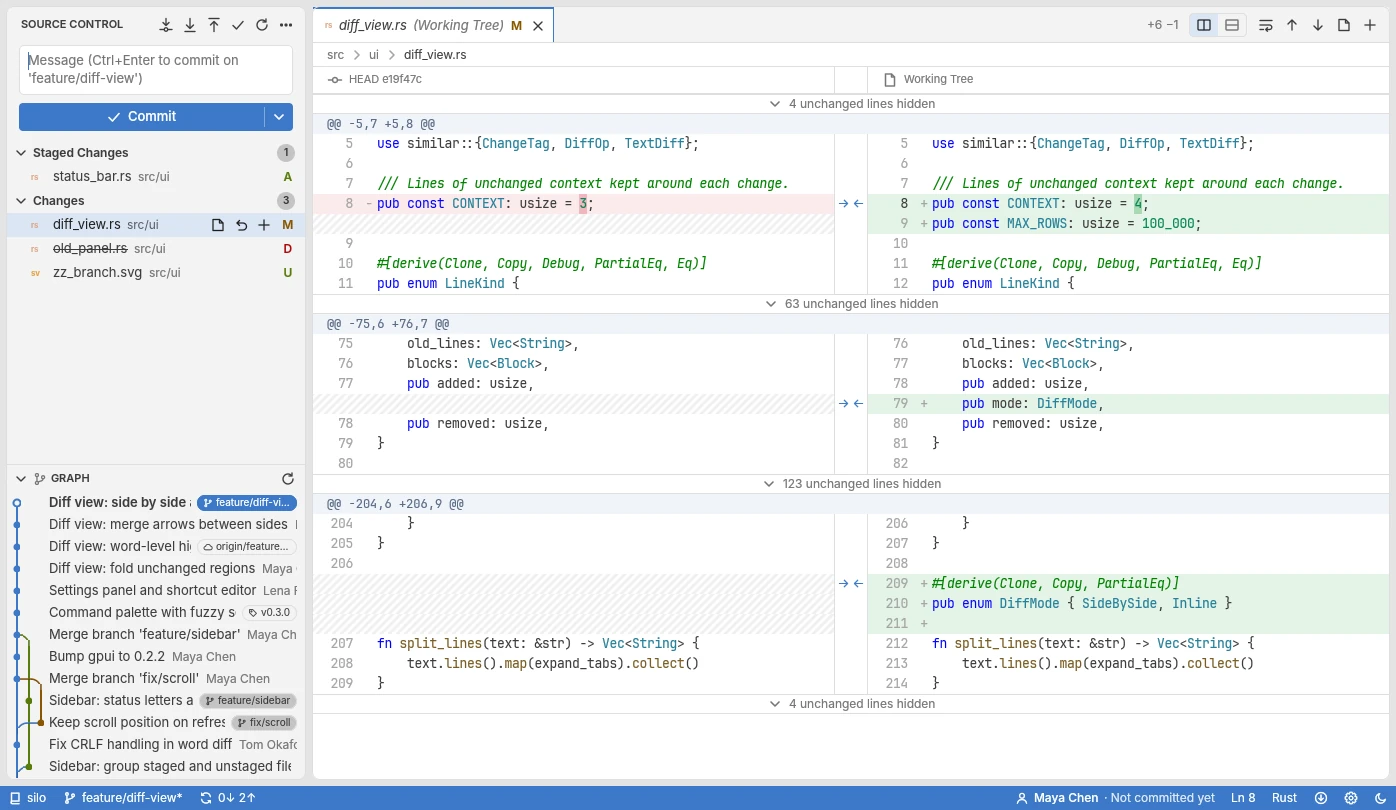 SOURCE CONTROL
Message (Ctrl+Enter to commit on
'feature/diff-view')
Commit
Staged Changes 1
rs status_bar.rs src/ui A
Changes 3
rs diff_view.rs src/ui M
rs old_panel.rs src/ui D
sv zz_branch.svg src/ui U
GRAPH
Diff view: side by side feature/diff-vi...
Diff view: merge arrows between sides
Diff view: word-level hi origin/feature...
Diff view: fold unchanged regions Maya
Settings panel and shortcut editor Lena
Command palette with fuzzy s v0.3.0
Merge branch 'feature/sidebar' Maya Ch
Bump gpui to 0.2.2 Maya Chen
Merge branch 'fix/scroll' Maya Chen
Sidebar: status letters a feature/sidebar
Keep scroll position on refres fix/scroll
Fix CRLF handling in word diff Tom Okafo
Sidebar: group staged and unstaged file
rs diff_view.rs (Working Tree) M
+6 −1
src > ui > diff_view.rs
HEAD e19f47c
Working Tree
4 unchanged lines hidden
@@ -5,7 +5,8 @@
5 use similar::{ChangeTag, DiffOp, TextDiff}; 5 use similar::{ChangeTag, DiffOp, TextDiff};
6 6
7 /// Lines of unchanged context kept around each change. 7 /// Lines of unchanged context kept around each change.
8 - pub const CONTEXT: usize = 3; 8 + pub const CONTEXT: usize = 4;
9 + pub const MAX_ROWS: usize = 100_000;
9 10
10 #[derive(Clone, Copy, Debug, PartialEq, Eq)] 11 #[derive(Clone, Copy, Debug, PartialEq, Eq)]
11 pub enum LineKind { 12 pub enum LineKind {
63 unchanged lines hidden
@@ -75,6 +76,7 @@
75 old_lines: Vec<String>, 76 old_lines: Vec<String>,
76 blocks: Vec<Block>, 77 blocks: Vec<Block>,
77 pub added: usize, 78 pub added: usize,
79 + pub mode: DiffMode,
78 pub removed: usize, 80 pub removed: usize,
79 } 81 }
80 82
123 unchanged lines hidden
@@ -204,6 +206,9 @@
204 } 206 }
205 } 207 }
206 208
209 + #[derive(Clone, Copy, PartialEq)]
210 + pub enum DiffMode { SideBySide, Inline }
211 +
207 fn split_lines(text: &str) -> Vec<String> { 212 fn split_lines(text: &str) -> Vec<String> {
208 text.lines().map(expand_tabs).collect() 213 text.lines().map(expand_tabs).collect()
209 } 214 }
4 unchanged lines hidden
silo feature/diff-view* 0↓ 2↑ Maya Chen · Not committed yet Ln 8 Rust